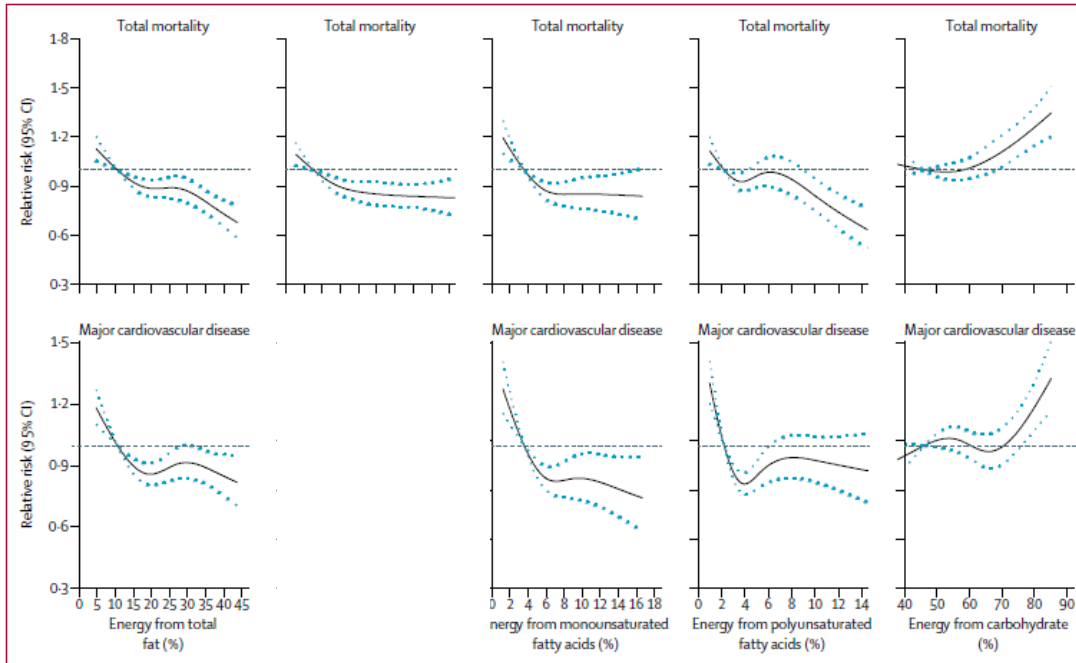 Total mortality Total mortality Total mortality Total mortality Total mortality
1·8
1·5
1·2
0·9
0·6
0·3
Relative risk (95% CI)
Major cardiovascular disease Major cardiovascular disease Major cardiovascular disease Major cardiovascular disease
1·5
1·2
0·9
0·6
0·3
Relative risk (95% CI)
0 5 10 15 20 25 30 35 40 45 0 2 4 6 8 10 12 14 16 18 0 2 4 6 8 10 12 14 40 50 60 70 80 90
Energy from total nergy from monounsaturated Energy from polyunsaturated Energy from carbohydrate
fat (%) fatty acids (%) fatty acids (%) (%)